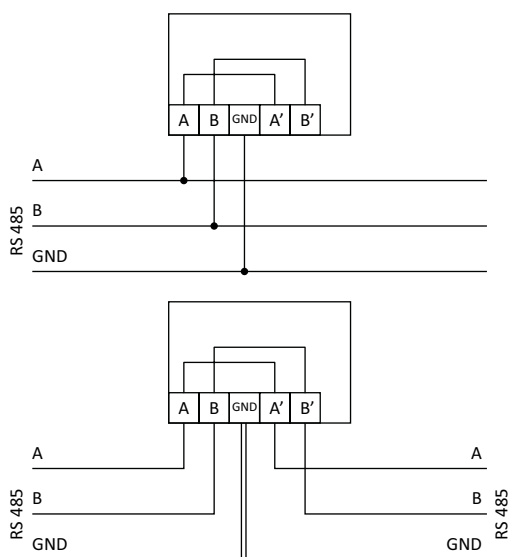 A B GND A’ B’
A
B
GND
RS 485
A B GND A’ B’
A A
B B
GND GND
RS 485 RS 485